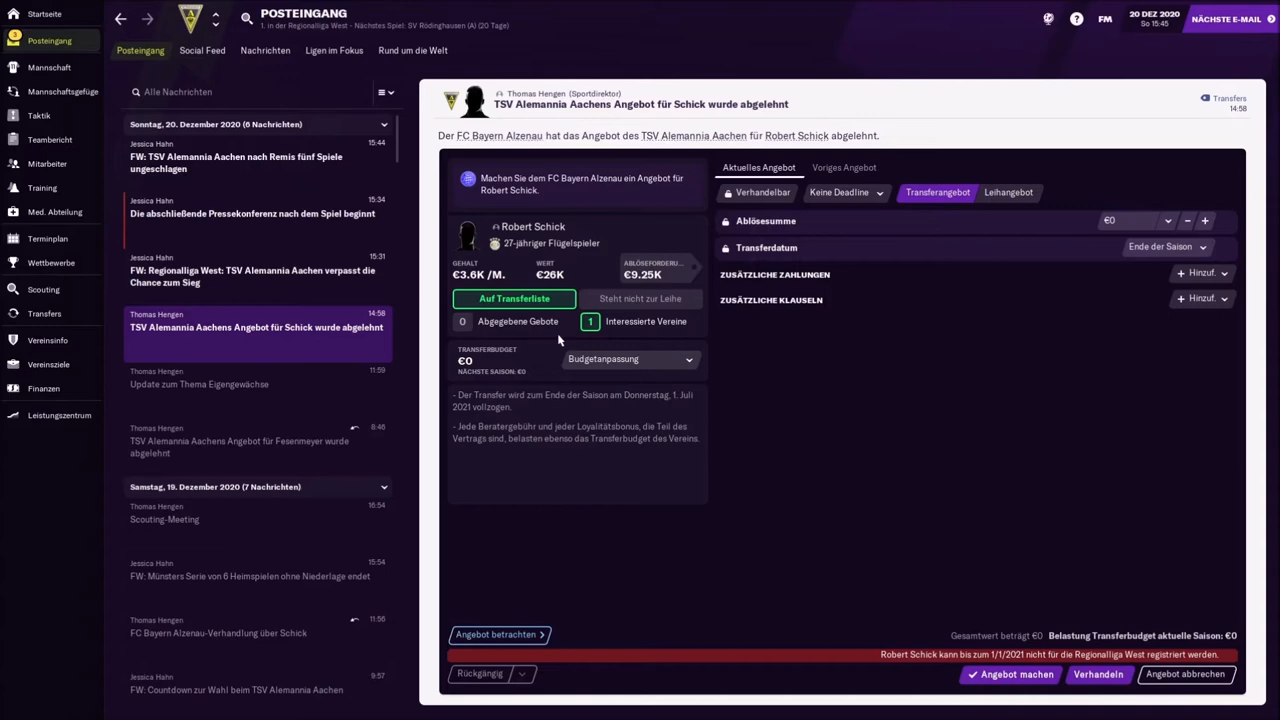 Startseite
3
Posteingang
Mannschaft
Mannschaftsgefüge
Taktik
Teambericht
Mitarbeiter
Training
Med. Abteilung
Terminplan
Wettbewerbe
Scouting
Transfers
Vereinsinfo
Vereinsziele
Finanzen
Leistungszentrum
POSTEINGANG
1. in der Regionalliga West - Nächstes Spiel: SV Rödinghausen (A) (20 Tage)
FM
20 DEZ 2020
So 15:45
NÄCHSTE E-MAIL
Posteingang Social Feed Nachrichten Ligen im Fokus Rund um die Welt
Alle Nachrichten
Sonntag, 20. Dezember 2020 (6 Nachrichten)
Jessica Hahn 15:44
FW: TSV Alemannia Aachen nach Remis fünf Spiele
ungeschlagen
Jessica Hahn 15:34
Die abschließende Pressekonferenz nach dem Spiel beginnt
Jessica Hahn 15:31
FW: Regionalliga West: TSV Alemannia Aachen verpasst die
Chance zum Sieg
Thomas Hengen 14:58
TSV Alemannia Aachens Angebot für Schick wurde abgelehnt
Thomas Hengen 11:59
Update zum Thema Eigengewächse
Thomas Hengen 8:46
TSV Alemannia Aachens Angebot für Fesenmeyer wurde
abgelehnt
Samstag, 19. Dezember 2020 (7 Nachrichten)
Thomas Hengen 16:54
Scouting-Meeting
Jessica Hahn 15:54
FW: Münsters Serie von 6 Heimspielen ohne Niederlage endet
Thomas Hengen 11:56
FC Bayern Alzenau-Verhandlung über Schick
Jessica Hahn 9:57
FW: Countdown zur Wahl beim TSV Alemannia Aachen
Thomas Hengen (Sportdirektor)
TSV Alemannia Aachens Angebot für Schick wurde abgelehnt
Transfers
14:58
Der FC Bayern Alzenau hat das Angebot des TSV Alemannia Aachen für Robert Schick abgelehnt.
Machen Sie dem FC Bayern Alzenau ein Angebot für
Robert Schick.
Robert Schick
27-jähriger Flügelspieler
GEHALT WERT ABLÖSEFORDERU...
€3.6K /M. €26K €9.25K
Auf Transferliste Steht nicht zur Leihe
0 Abgegebene Gebote 1 Interessierte Vereine
TRANSFERBUDGET
€0
NÄCHSTE SAISON: €0
Budgetanpassung
- Der Transfer wird zum Ende der Saison am Donnerstag, 1. Juli
2021 vollzogen.
- Jede Beratergebühr und jeder Loyalitätsbonus, die Teil des
Vertrags sind, belasten ebenso das Transferbudget des Vereins.
Aktuelles Angebot Voriges Angebot
Verhandelbar Keine Deadline Transferangebot Leihangebot
Ablösesumme €0 - +
Transferdatum Ende der Saison
ZUSÄTZLICHE ZAHLUNGEN + Hinzuf.
ZUSÄTZLICHE KLAUSELN + Hinzuf.
Angebot betrachten
Gesamtwert beträgt €0 Belastung Transferbudget aktuelle Saison: €0
Robert Schick kann bis zum 1/1/2021 nicht für die Regionalliga West registriert werden.
Rückgängig
Angebot machen Verhandeln Angebot abbrechen